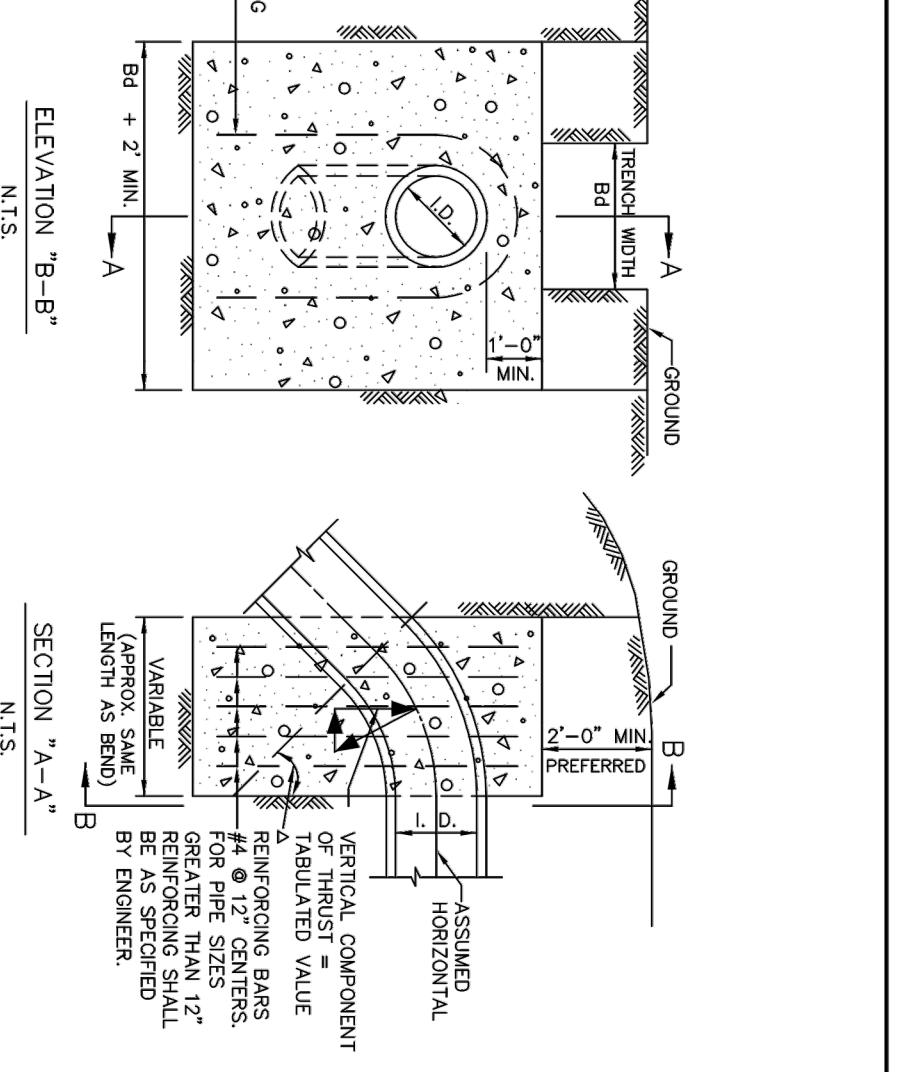 G
Bd + 2' MIN.
TRENCH WIDTH
Bd
I.D.
1'-0"
MIN.
GROUND
A
A
ELEVATION "B-B"
N.T.S.
GROUND
2'-0" MIN.
PREFERRED
B
B
I. D.
ASSUMED
HORIZONTAL
VARIABLE
(APPROX. SAME
LENGTH AS BEND)
VERTICAL COMPONENT
OF THRUST =
TABULATED VALUE
Δ
REINFORCING BARS
#4 @ 12" CENTERS.
FOR PIPE SIZES
GREATER THAN 12"
REINFORCING SHALL
BE AS SPECIFIED
BY ENGINEER.
SECTION "A-A"
N.T.S.